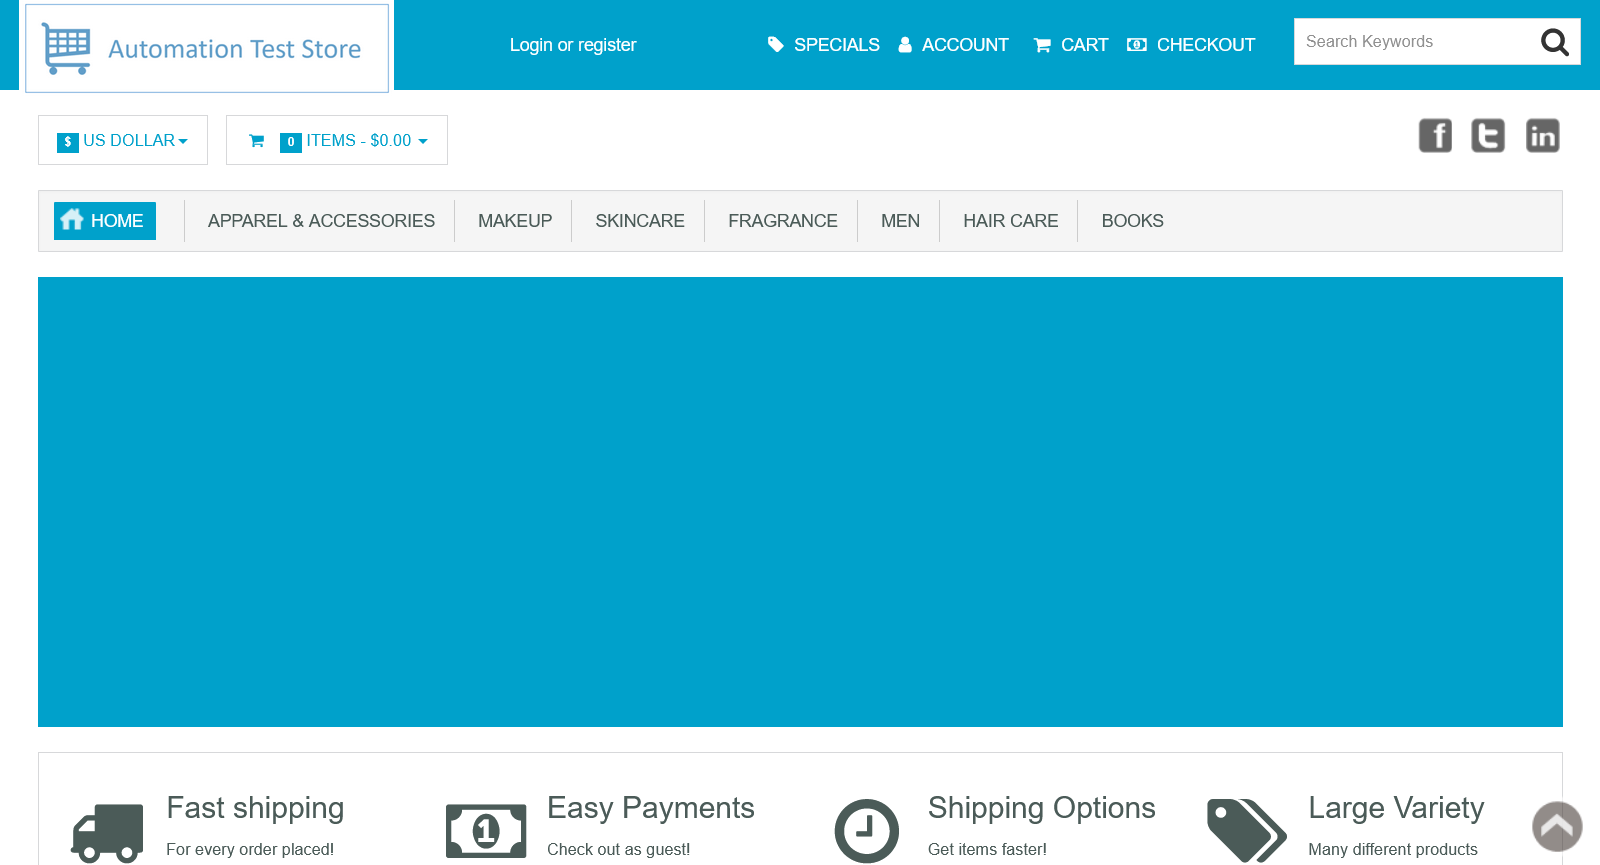 Automation Test Store
Login or register
SPECIALS ACCOUNT CART CHECKOUT
Search Keywords
$ US DOLLAR
0 ITEMS - $0.00
f t in
HOME APPAREL & ACCESSORIES MAKEUP SKINCARE FRAGRANCE MEN HAIR CARE BOOKS
Fast shipping
For every order placed!
1
Easy Payments
Check out as guest!
Shipping Options
Get items faster!
Large Variety
Many different products